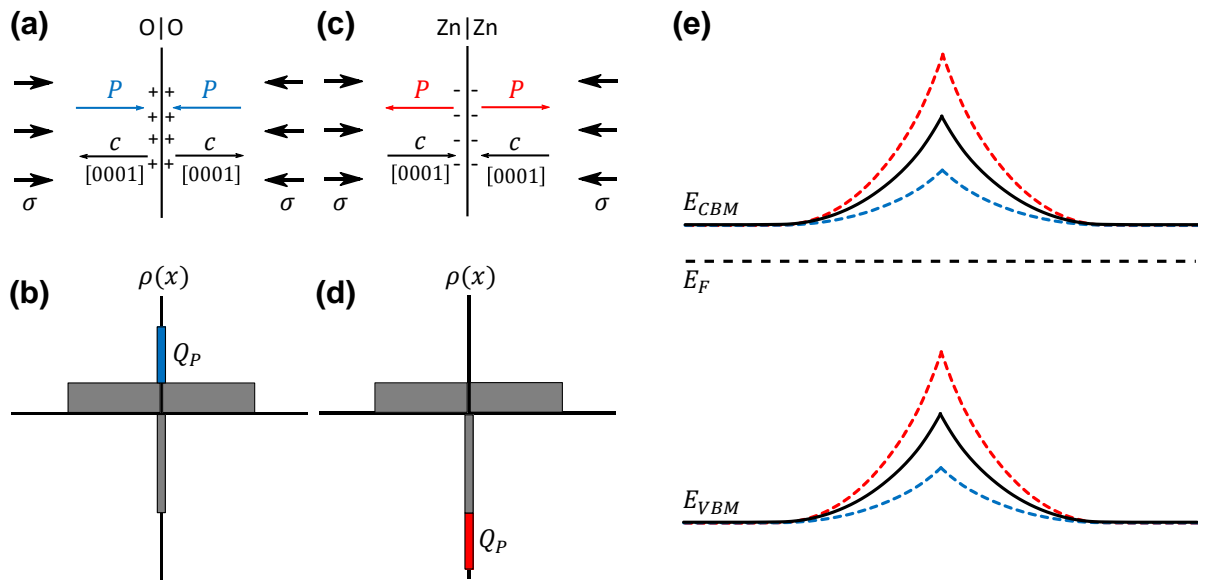 (a)
O|O
P P
+ +
+ +
+ +
+ +
c c
[0001] [0001]
σ σ
(b)
ρ(x)
Q_P
(c)
Zn|Zn
P P
- -
- -
- -
- -
c c
[0001] [0001]
σ σ
(d)
ρ(x)
Q_P
(e)
E_CBM
E_F
E_VBM